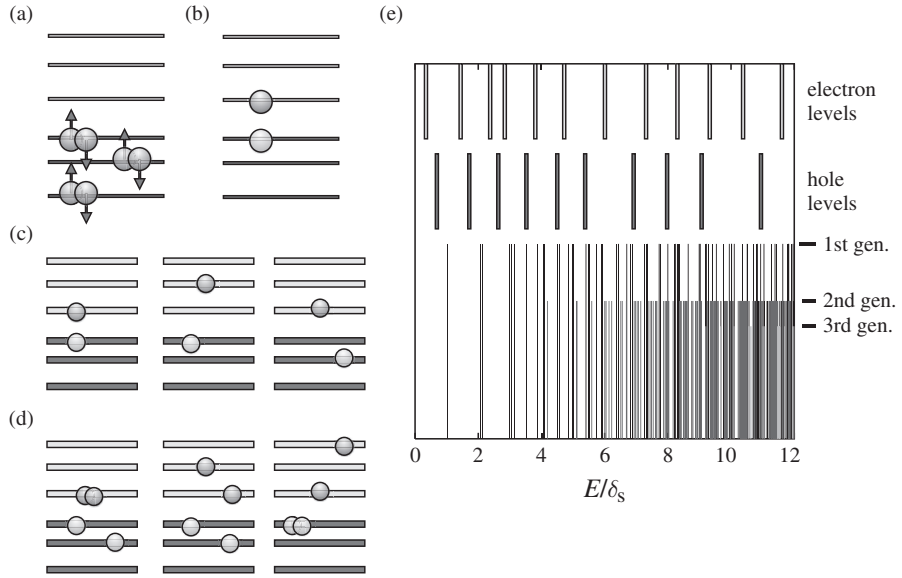 (a)
(b)
(c)
(d)
(e)
electron
levels
hole
levels
1st gen.
2nd gen.
3rd gen.
0 2 4 6 8 10 12
E/δs